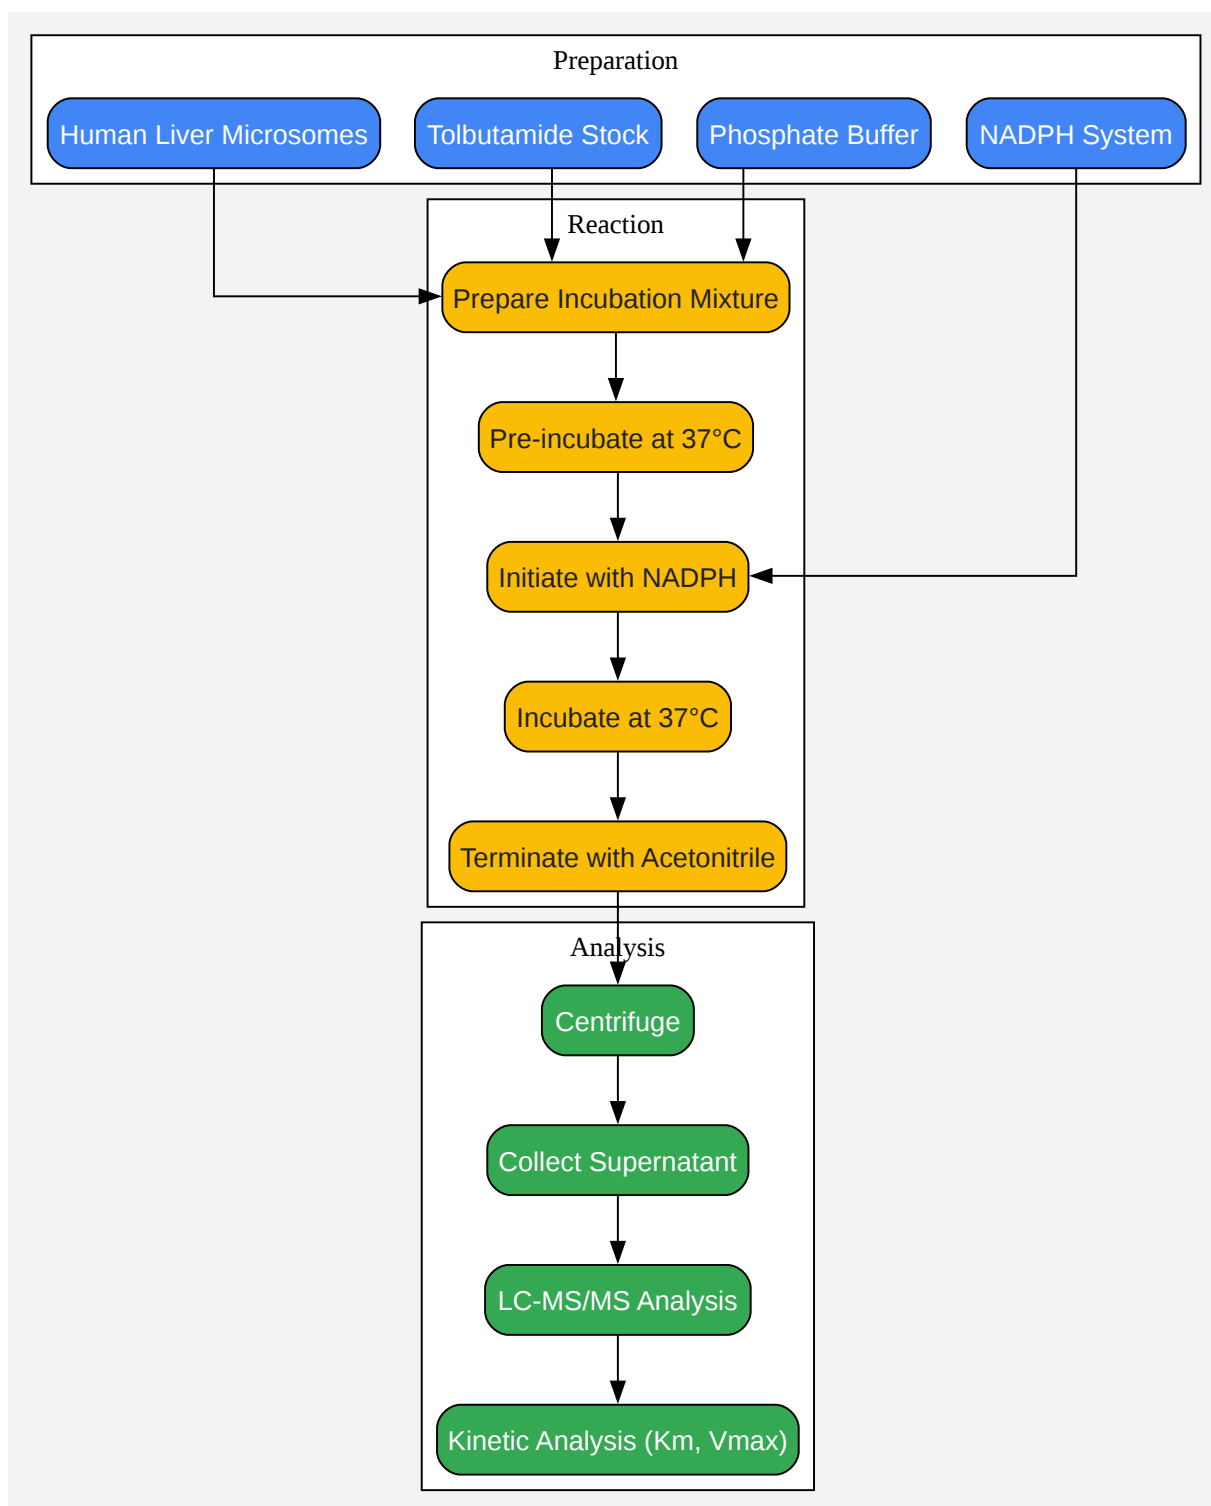 Preparation
Human Liver Microsomes
Tolbutamide Stock
Phosphate Buffer
NADPH System
Reaction
Prepare Incubation Mixture
Pre-incubate at 37°C
Initiate with NADPH
Incubate at 37°C
Terminate with Acetonitrile
Analysis
Centrifuge
Collect Supernatant
LC-MS/MS Analysis
Kinetic Analysis (Km, Vmax)